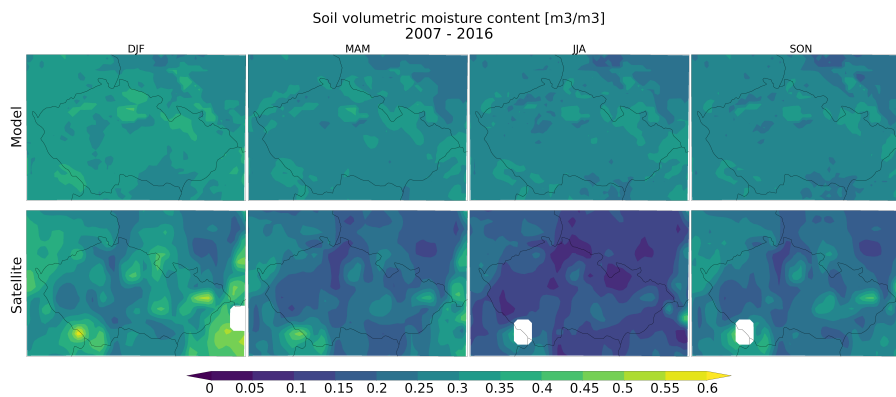 Soil volumetric moisture content [m3/m3]
2007 - 2016
DJF MAM JJA SON
Model
Satellite
0 0.05 0.1 0.15 0.2 0.25 0.3 0.35 0.4 0.45 0.5 0.55 0.6